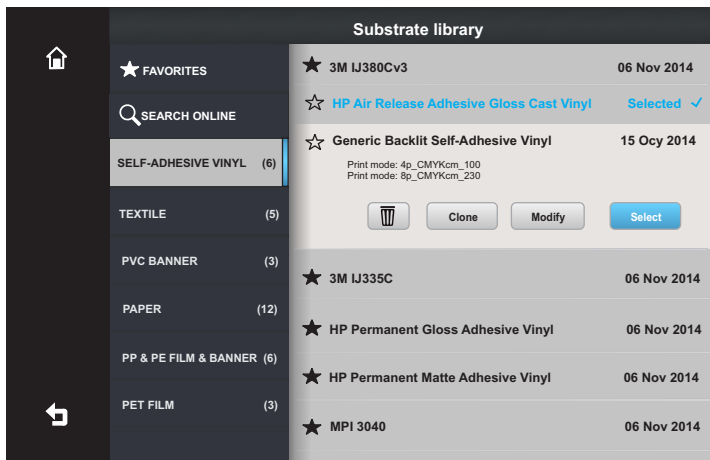 Substrate library
FAVORITES
SEARCH ONLINE
SELF-ADHESIVE VINYL (6)
TEXTILE (5)
PVC BANNER (3)
PAPER (12)
PP & PE FILM & BANNER (6)
PET FILM (3)
3M IJ380Cv3 06 Nov 2014
HP Air Release Adhesive Gloss Cast Vinyl Selected ✓
Generic Backlit Self-Adhesive Vinyl 15 Ocy 2014
Print mode: 4p_CMYKcm_100
Print mode: 8p_CMYKcm_230
Clone Modify Select
3M IJ335C 06 Nov 2014
HP Permanent Gloss Adhesive Vinyl 06 Nov 2014
HP Permanent Matte Adhesive Vinyl 06 Nov 2014
MPI 3040 06 Nov 2014